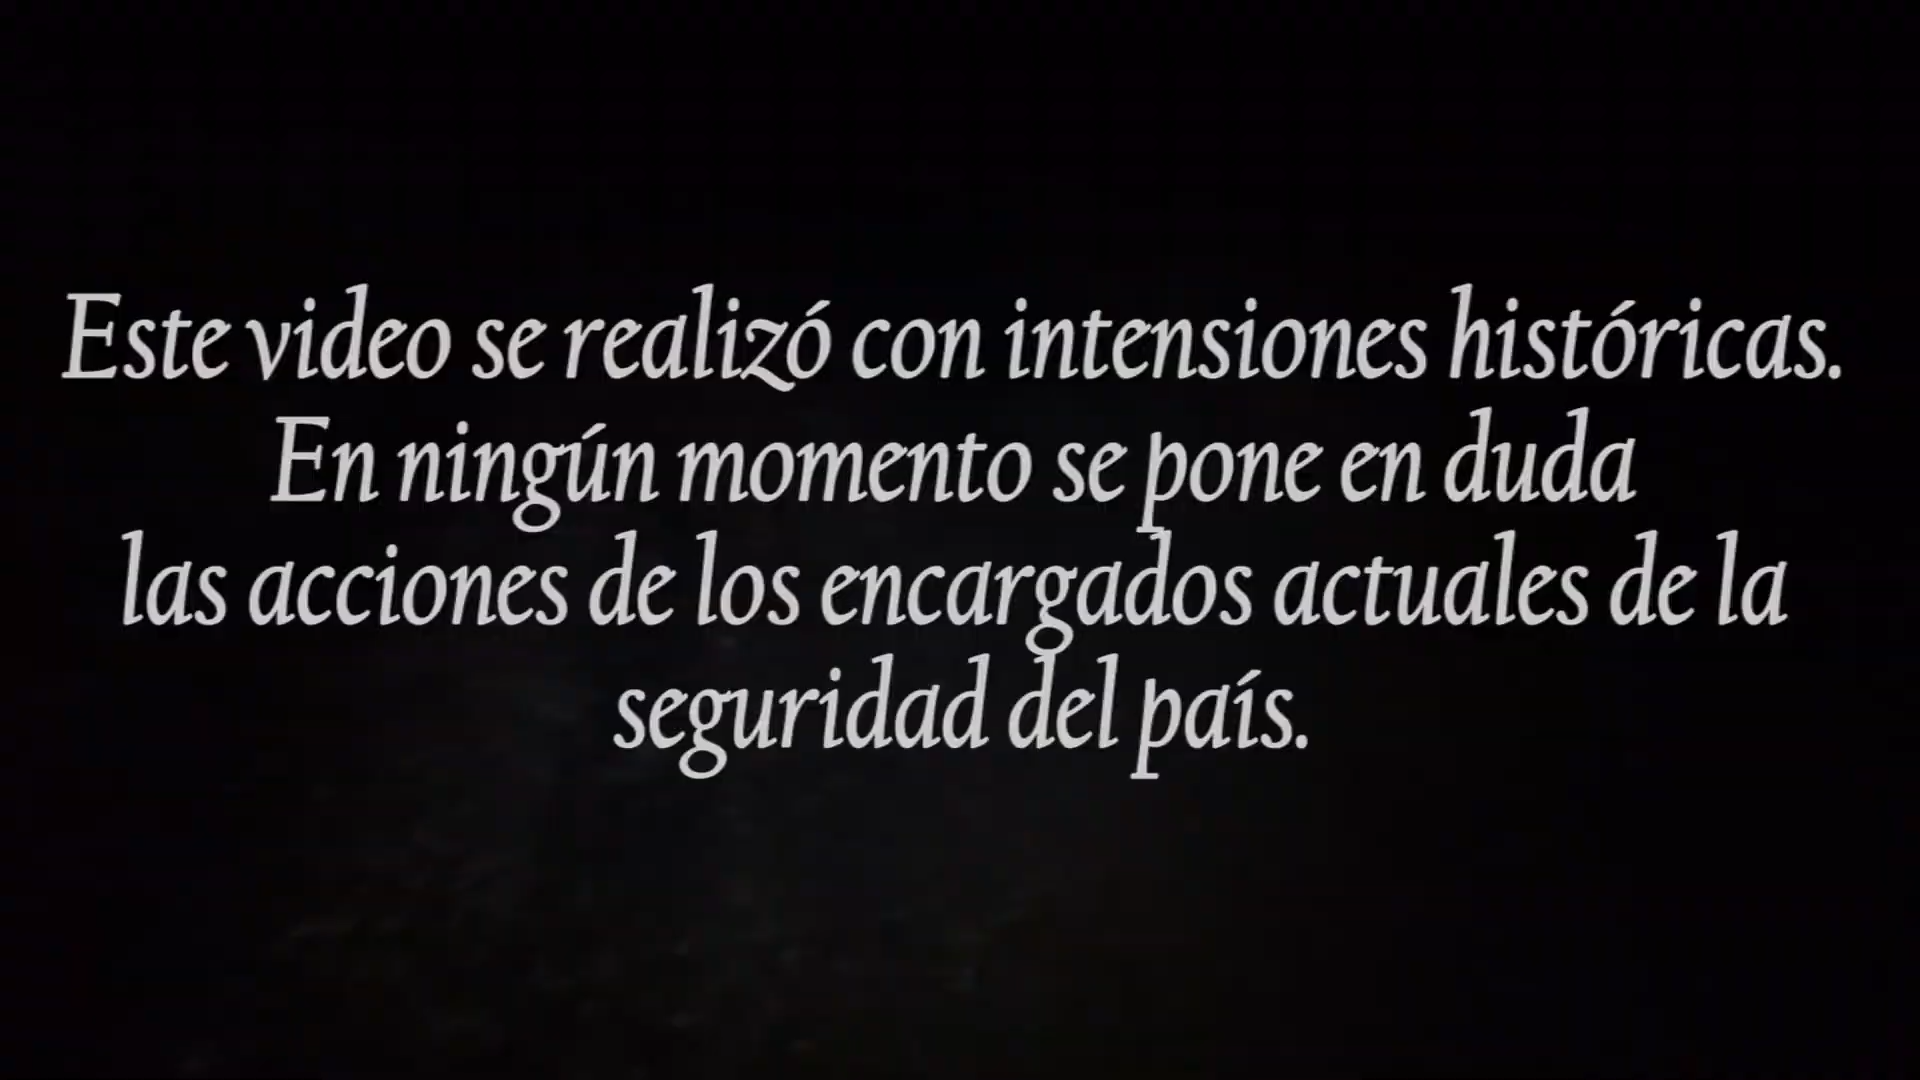 Este video se realizó con intensiones históricas.
En ningún momento se pone en duda
las acciones de los encargados actuales de la
seguridad del país.